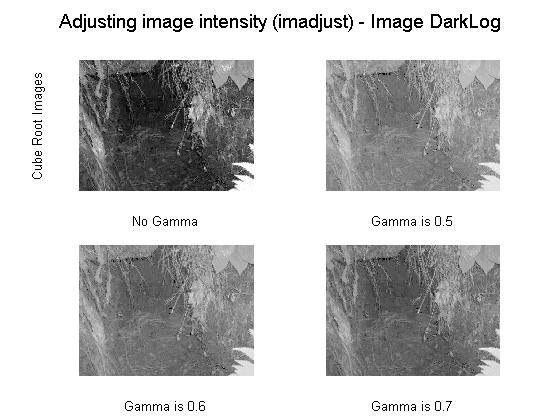 Adjusting image intensity (imadjust) - Image DarkLog
Cube Root Images
No Gamma
Gamma is 0.5
Gamma is 0.6
Gamma is 0.7